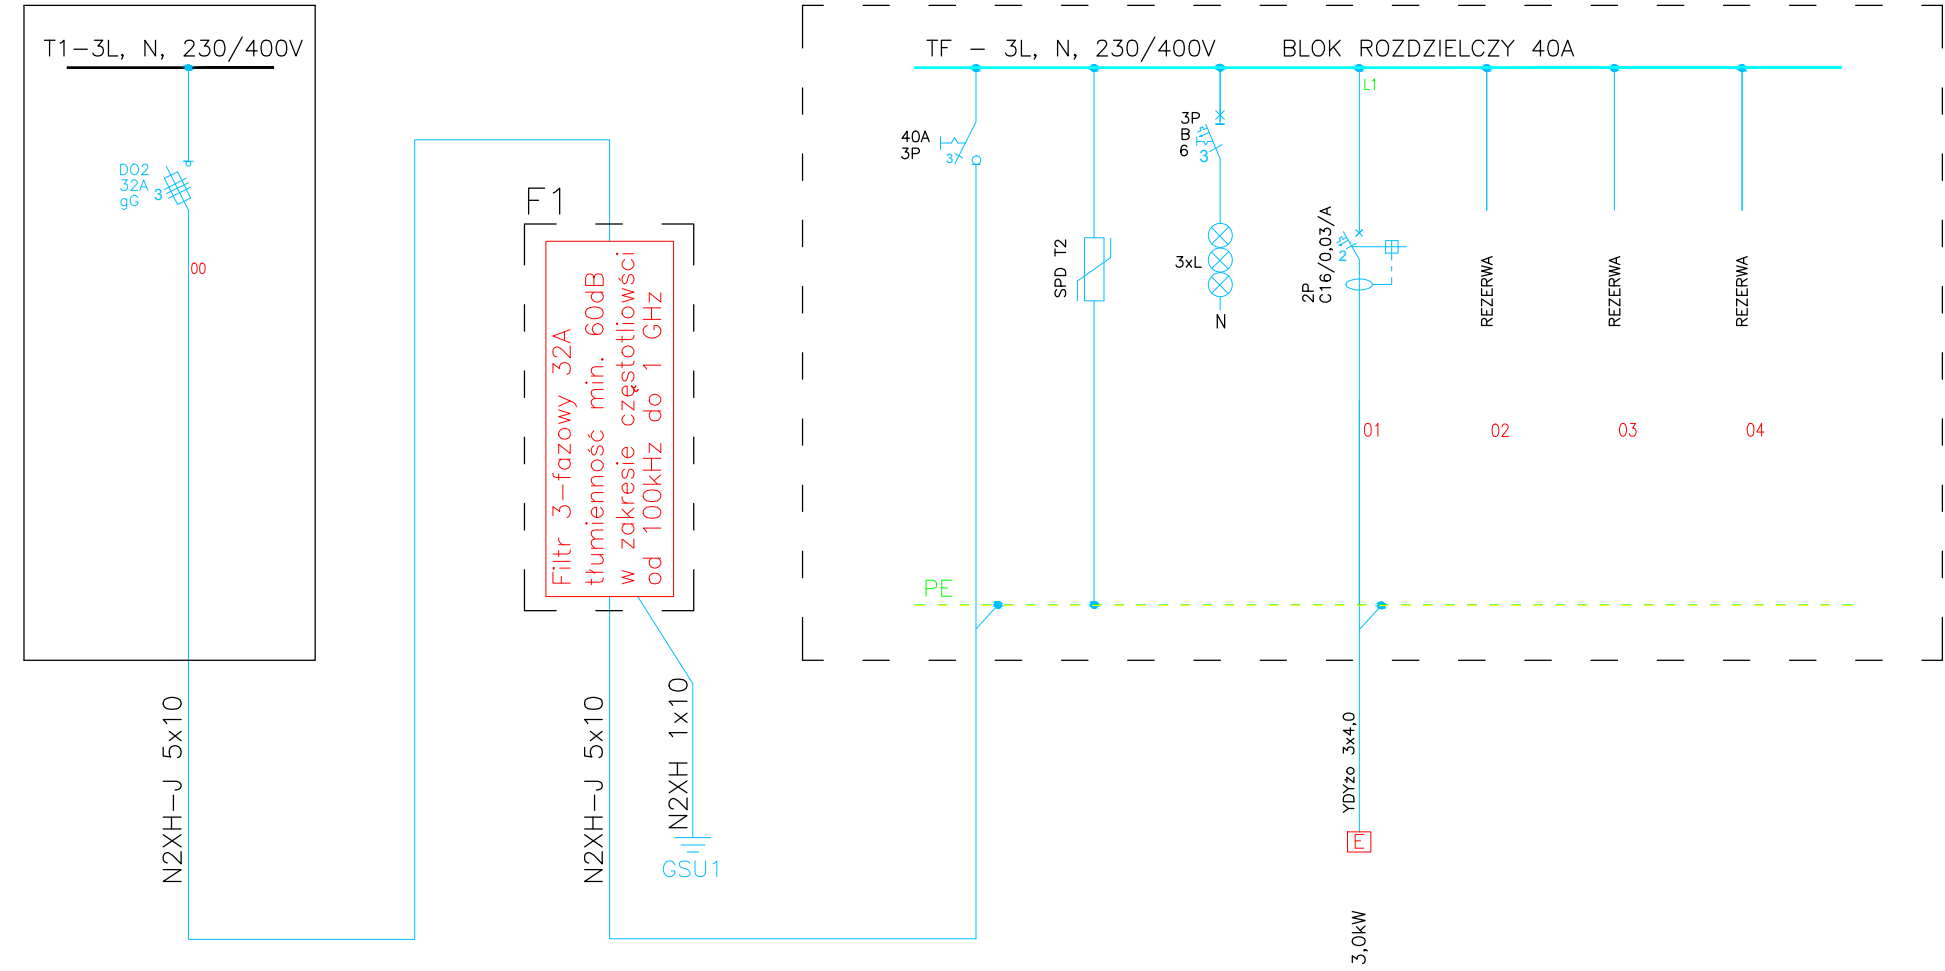 T1-3L, N, 230/400V
DO2
32A
gG
3
00
N2XH-J 5x10
F1
Filtr 3-fazowy 32A
tłumienność min. 60dB
w zakresie częstotliowści
od 100kHz do 1 GHz
N2XH-J 5x10
N2XH 1x10
GSU1
TF - 3L, N, 230/400V
BLOK ROZDZIELCZY 40A
L1
40A
3P
3
SPD T2
3P
B
6
3
3xL
N
2P
C16/0,03/A
2
REZERWA
REZERWA
REZERWA
01
02
03
04
PE
YDYżo 3x4,0
E
3,0kW